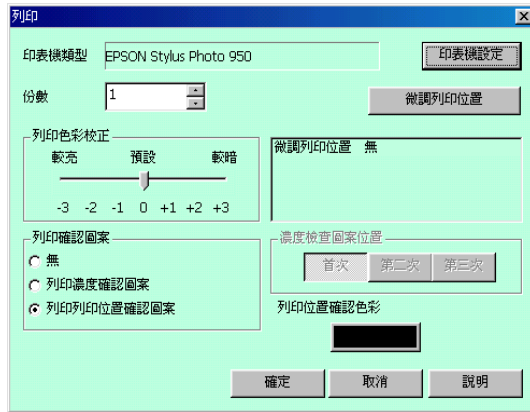 列印
印表機類型 EPSON Stylus Photo 950 印表機設定
份數 1 微調列印位置
列印色彩校正
較亮 預設 較暗
-3 -2 -1 0 +1 +2 +3
微調列印位置 無
列印確認圖案
無
列印濃度確認圖案
列印列印位置確認圖案
濃度檢查圖案位置
首次 第二次 第三次
列印位置確認色彩
確定 取消 說明